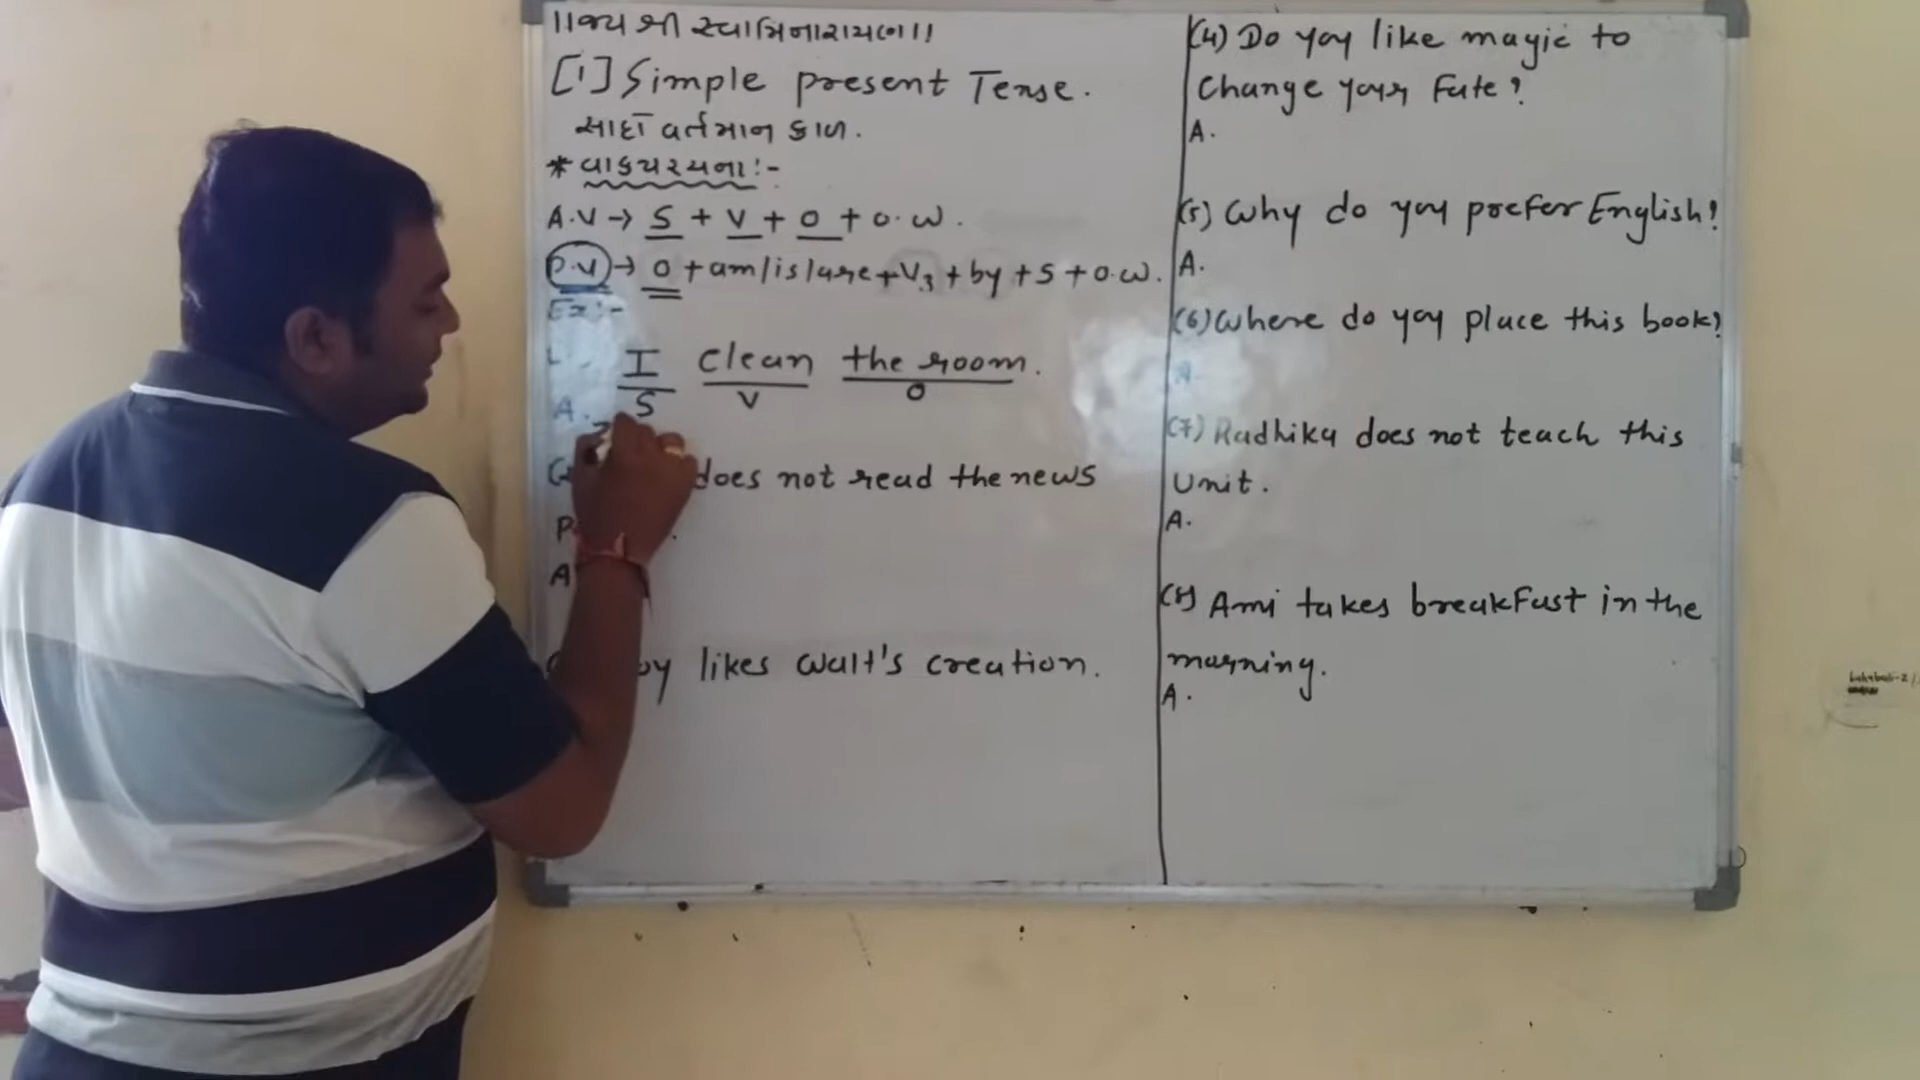 ।।જય શ્રી સ્વામિનારાયણ।।
[1] Simple present Tense.
સાદો વર્તમાન કાળ.
* વાક્યરચના:-
A.V → S + V + O + O.W.
P.V → O + am/is/are + V3 + by + S + O.W.
Ex:-
I clean the room.
S V O
A.
does not read the news
A
likes Walt's creation.
(4) Do you like magic to
Change your Fate?
A.
(5) Why do you prefer English?
A.
(6) Where do you place this book?
A.
(7) Radhika does not teach this
Unit.
A.
(8) Ami takes breakfast in the
morning.
A.